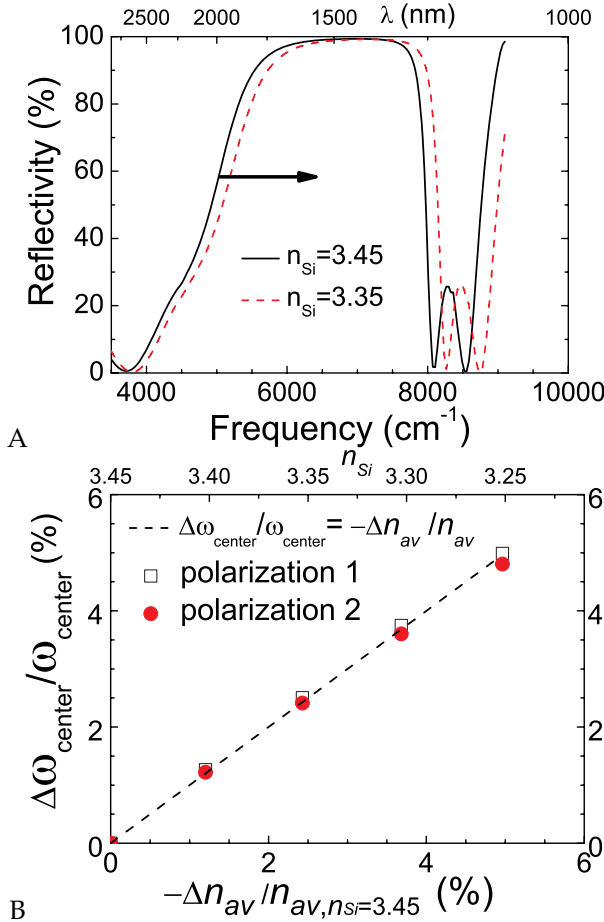 λ (nm)
2500 2000 1500 1000
100
80
60
40
20
0
Reflectivity (%)
n_Si=3.45
n_Si=3.35
4000 6000 8000 10000
Frequency (cm⁻¹)
A
n_Si
3.45 3.40 3.35 3.30 3.25
6 6
4 4
2 2
0 0
Δω_center/ω_center (%)
Δω_center/ω_center = −Δn_av/n_av
polarization 1
polarization 2
0 2 4 6
−Δn_av/n_av,nSi=3.45 (%)
B